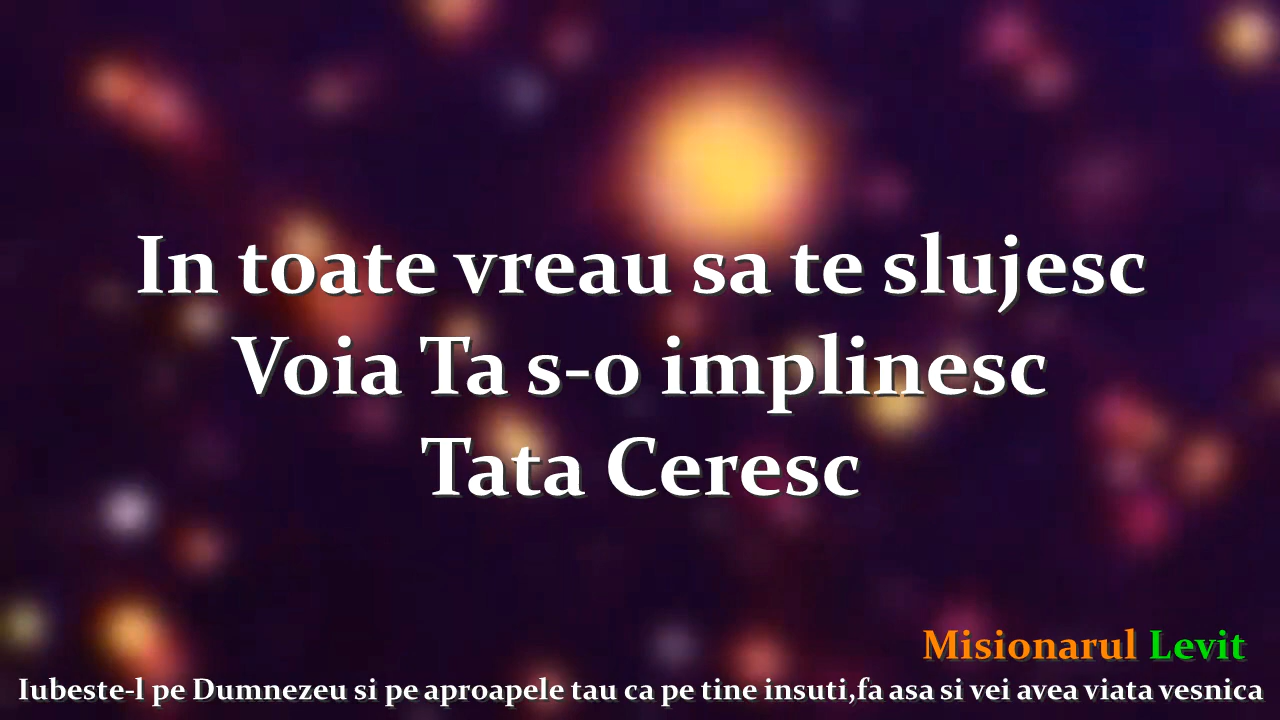 In toate vreau sa te slujesc
Voia Ta s-o implinesc
Tata Ceresc
Misionarul Levit
Iubeste-l pe Dumnezeu si pe aproapele tau ca pe tine insuti,fa asa si vei avea viata vesnica